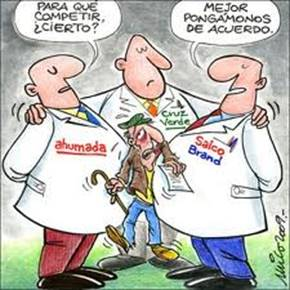 PARA QUÉ
COMPETIR,
¿CIERTO?
MEJOR
PONGÁMONOS
DE ACUERDO.
Cruz
Verde
ahumada
Salco
Brand